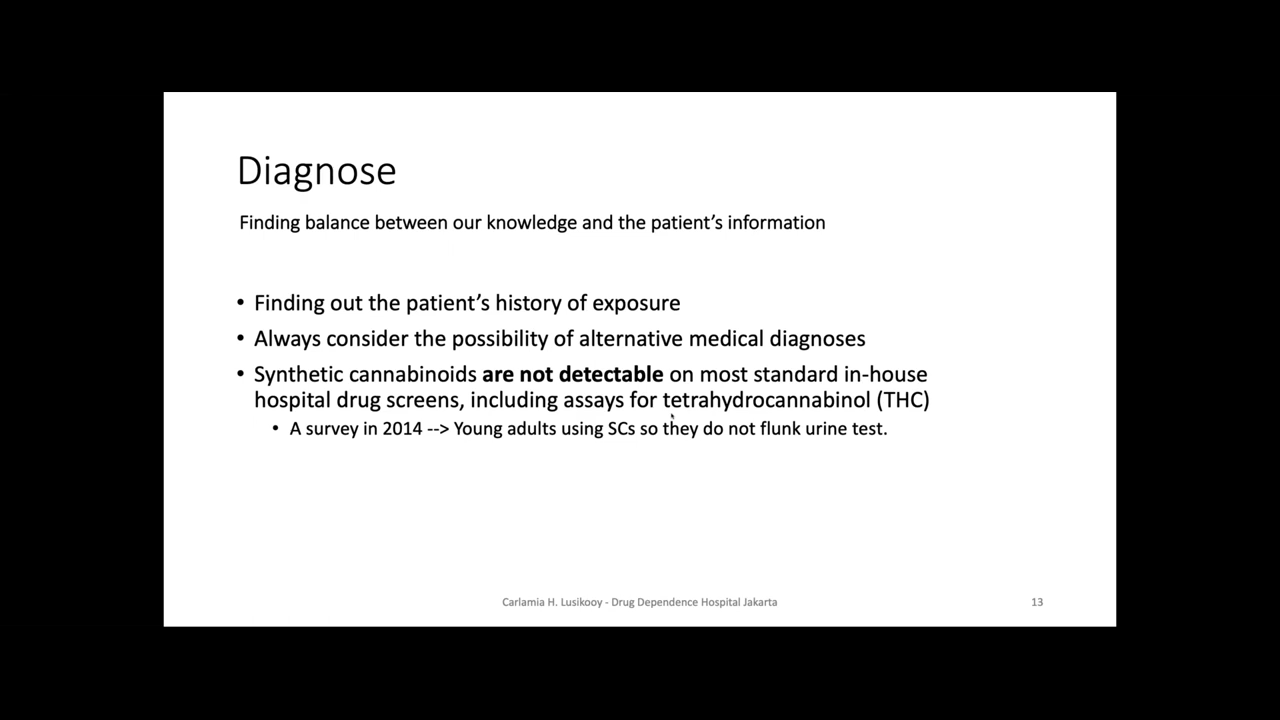 Diagnose
Finding balance between our knowledge and the patient's information
• Finding out the patient's history of exposure
• Always consider the possibility of alternative medical diagnoses
• Synthetic cannabinoids are not detectable on most standard in-house
hospital drug screens, including assays for tetrahydrocannabinol (THC)
• A survey in 2014 --> Young adults using SCs so they do not flunk urine test.
Carlamia H. Lusikooy - Drug Dependence Hospital Jakarta
13